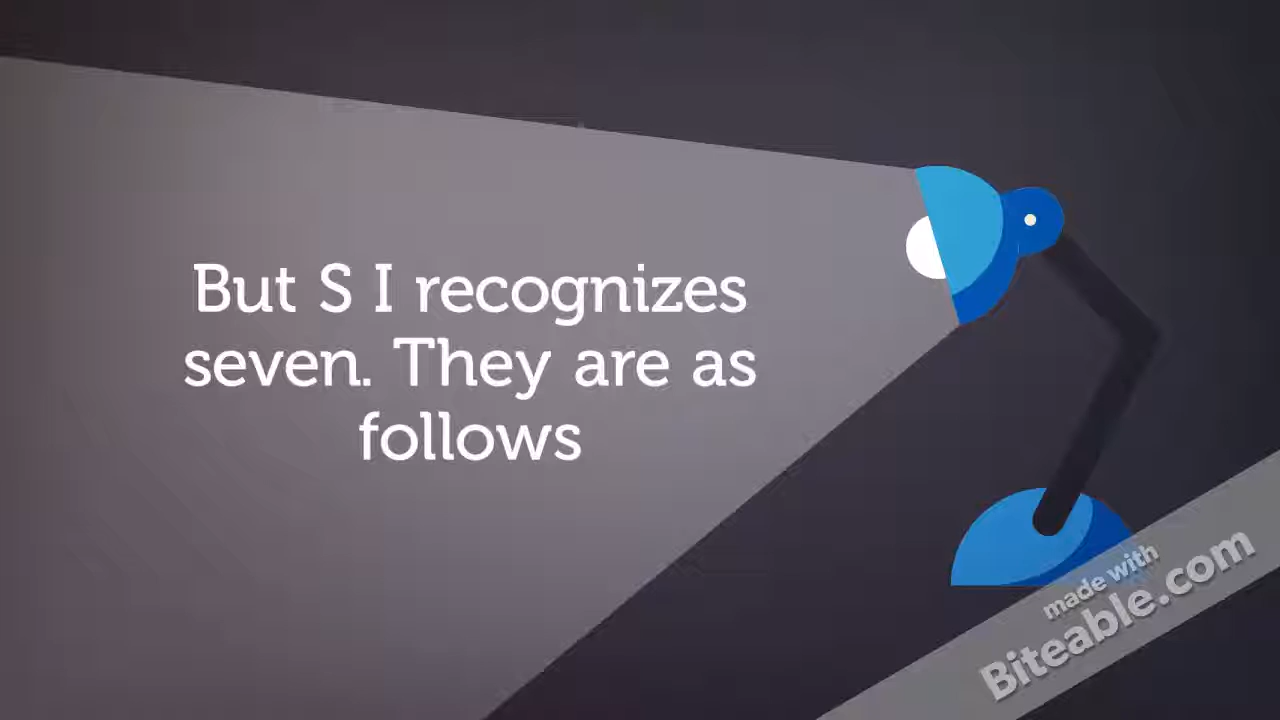 But S I recognizes
seven. They are as
follows
made with
Biteable.com